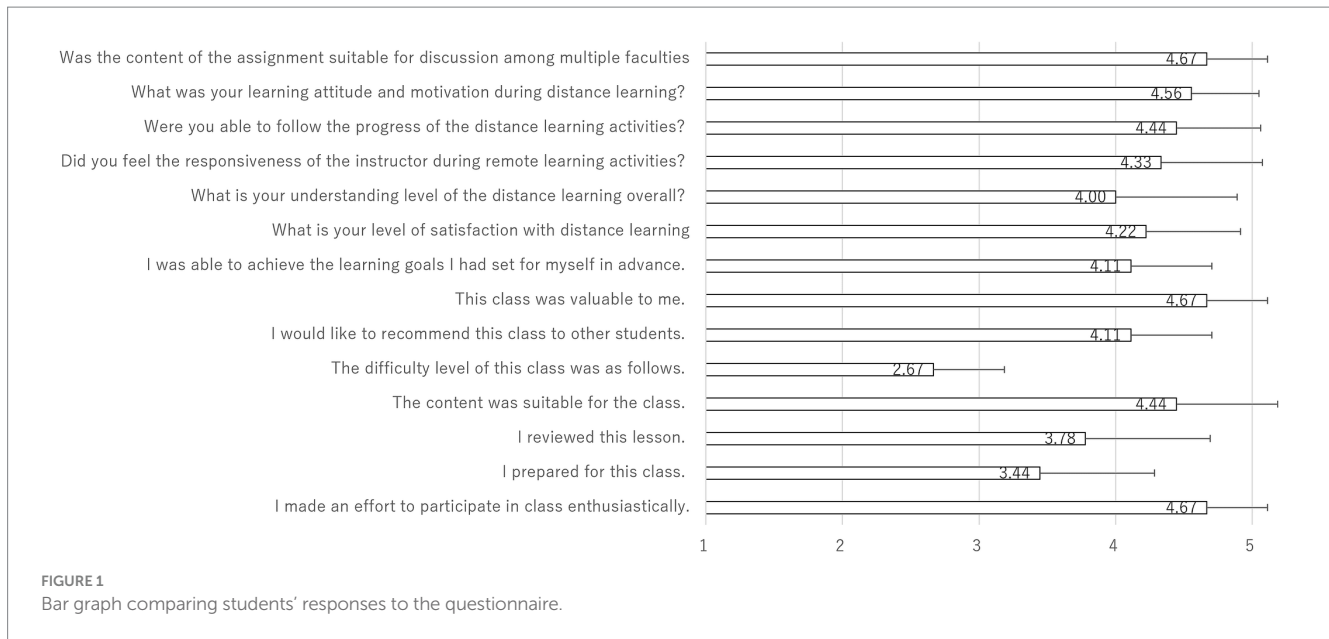 Was the content of the assignment suitable for discussion among multiple faculties
4.67
What was your learning attitude and motivation during distance learning?
4.56
Were you able to follow the progress of the distance learning activities?
4.44
Did you feel the responsiveness of the instructor during remote learning activities?
4.33
What is your understanding level of the distance learning overall?
4.00
What is your level of satisfaction with distance learning
4.22
I was able to achieve the learning goals I had set for myself in advance.
4.11
This class was valuable to me.
4.67
I would like to recommend this class to other students.
4.11
The difficulty level of this class was as follows.
2.67
The content was suitable for the class.
4.44
I reviewed this lesson.
3.78
I prepared for this class.
3.44
I made an effort to participate in class enthusiastically.
4.67
1 2 3 4 5
FIGURE 1
Bar graph comparing students' responses to the questionnaire.